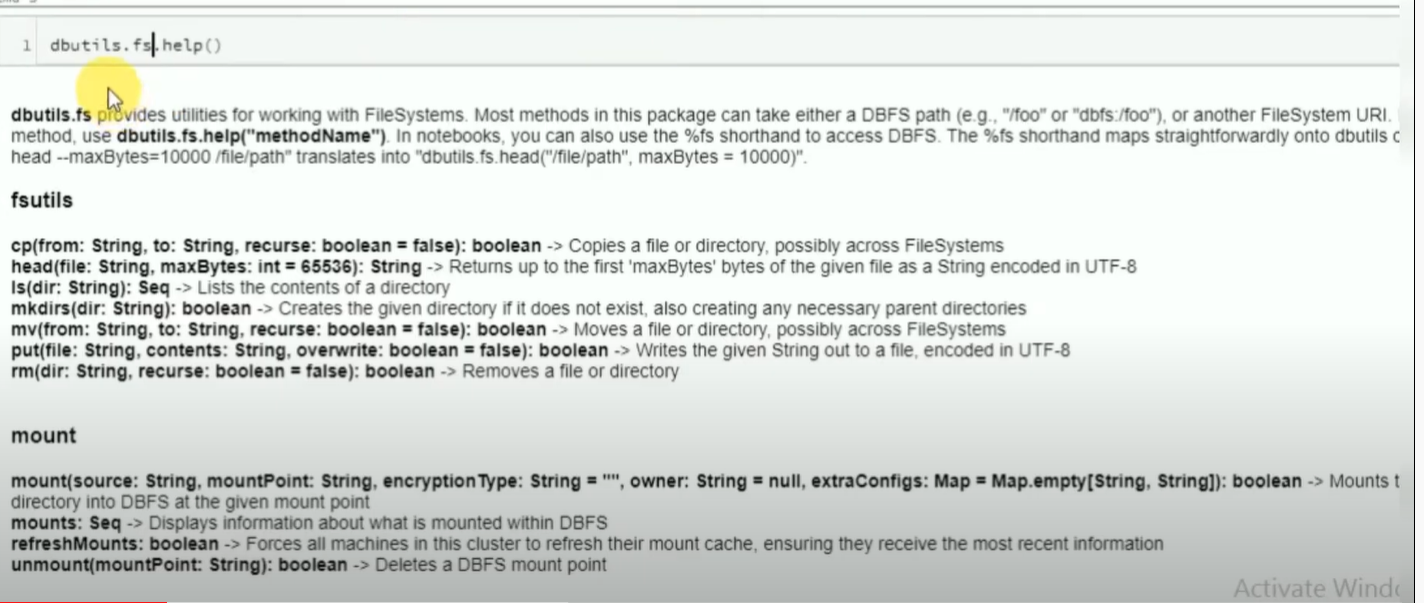 1 dbutils.fs.help()
dbutils.fs provides utilities for working with FileSystems. Most methods in this package can take either a DBFS path (e.g., "/foo" or "dbfs:/foo"), or another FileSystem URI.
method, use dbutils.fs.help("methodName"). In notebooks, you can also use the %fs shorthand to access DBFS. The %fs shorthand maps straightforwardly onto dbutils
head --maxBytes=10000 /file/path" translates into "dbutils.fs.head("/file/path", maxBytes = 10000)".
fsutils
cp(from: String, to: String, recurse: boolean = false): boolean -> Copies a file or directory, possibly across FileSystems
head(file: String, maxBytes: int = 65536): String -> Returns up to the first 'maxBytes' bytes of the given file as a String encoded in UTF-8
ls(dir: String): Seq -> Lists the contents of a directory
mkdirs(dir: String): boolean -> Creates the given directory if it does not exist, also creating any necessary parent directories
mv(from: String, to: String, recurse: boolean = false): boolean -> Moves a file or directory, possibly across FileSystems
put(file: String, contents: String, overwrite: boolean = false): boolean -> Writes the given String out to a file, encoded in UTF-8
rm(dir: String, recurse: boolean = false): boolean -> Removes a file or directory
mount
mount(source: String, mountPoint: String, encryptionType: String = "", owner: String = null, extraConfigs: Map = Map.empty[String, String]): boolean -> Mounts
directory into DBFS at the given mount point
mounts: Seq -> Displays information about what is mounted within DBFS
refreshMounts: boolean -> Forces all machines in this cluster to refresh their mount cache, ensuring they receive the most recent information
unmount(mountPoint: String): boolean -> Deletes a DBFS mount point
Activate